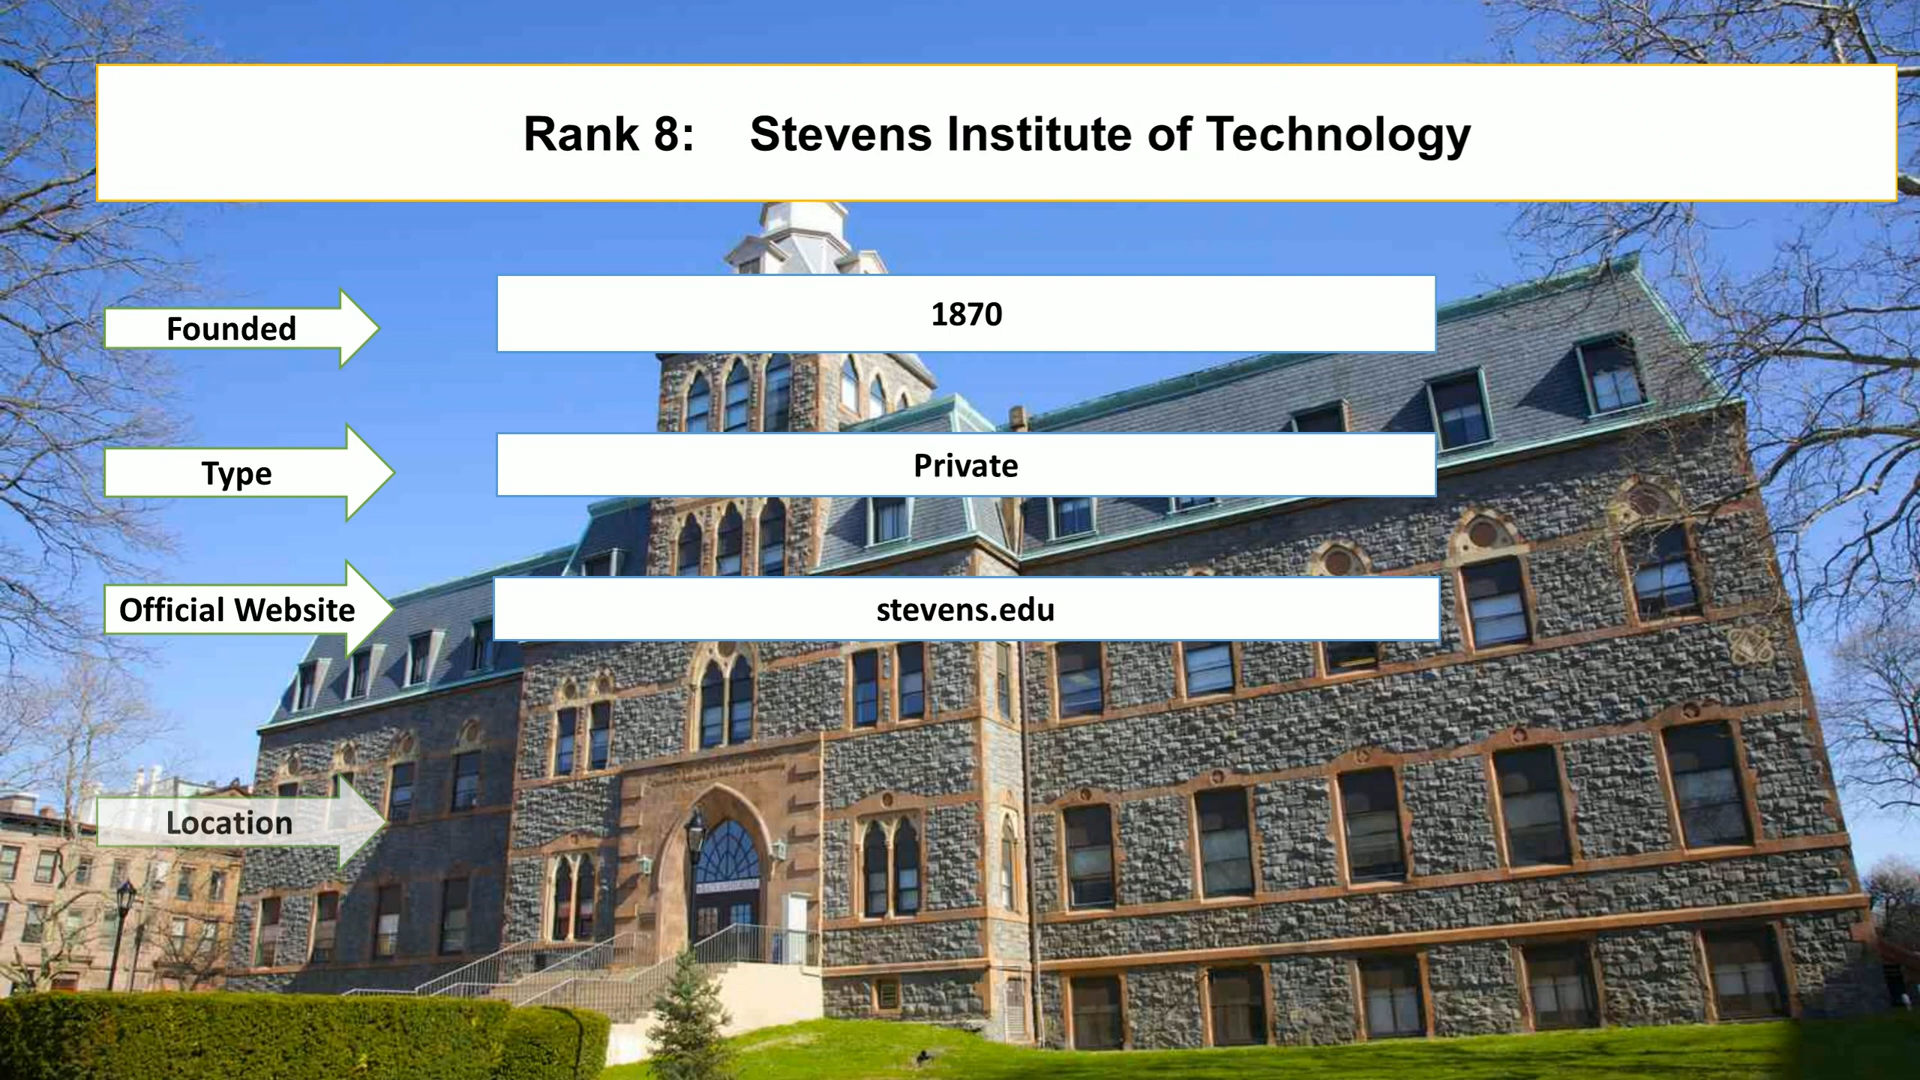 Rank 8: Stevens Institute of Technology
Founded
1870
Type
Private
Official Website
stevens.edu
Location